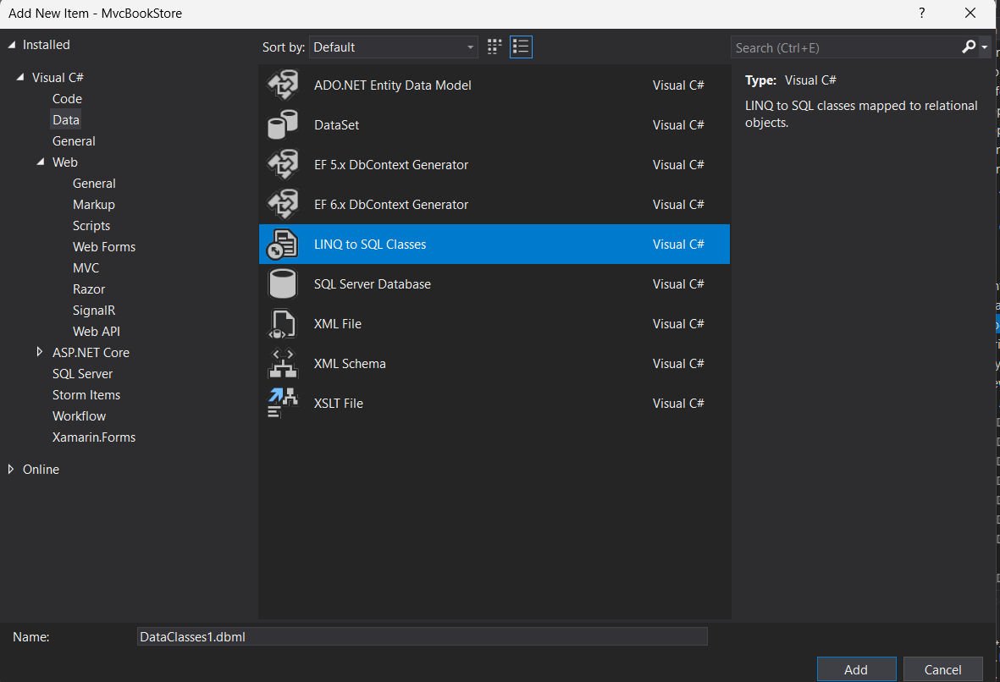 Add New Item - MvcBookStore
?
Installed
Sort by: Default
Search (Ctrl+E)
Visual C#
Code
Data
General
Web
General
Markup
Scripts
Web Forms
MVC
Razor
SignalR
Web API
ASP.NET Core
SQL Server
Storm Items
Workflow
Xamarin.Forms
Online
ADO.NET Entity Data Model Visual C#
DataSet Visual C#
EF 5.x DbContext Generator Visual C#
EF 6.x DbContext Generator Visual C#
LINQ to SQL Classes Visual C#
SQL Server Database Visual C#
XML File Visual C#
XML Schema Visual C#
XSLT File Visual C#
Type: Visual C#
LINQ to SQL classes mapped to relational
objects.
Name: DataClasses1.dbml
Add Cancel